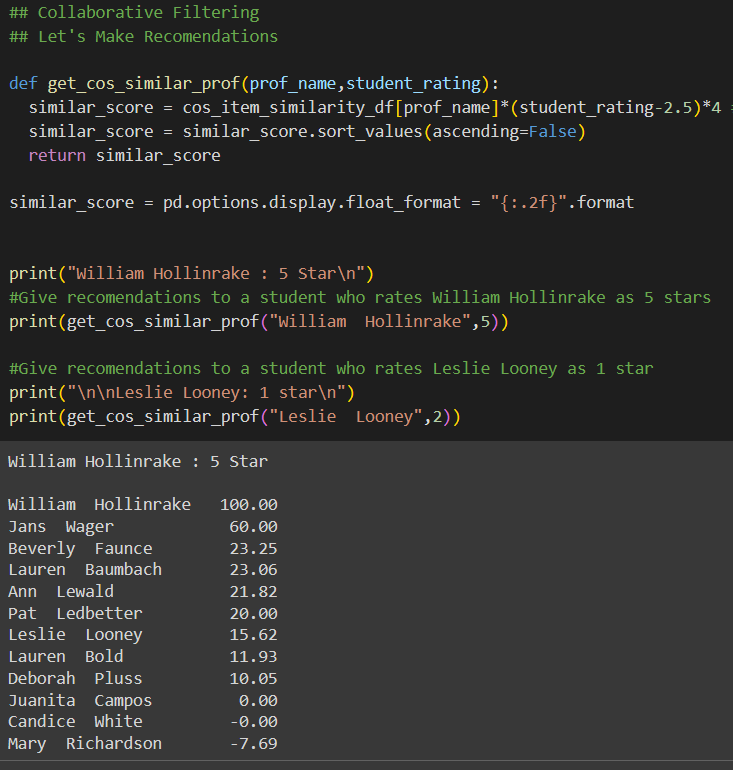 ## Collaborative Filtering
## Let's Make Recomendations
def get_cos_similar_prof(prof_name,student_rating):
  similar_score = cos_item_similarity_df[prof_name]*(student_rating-2.5)*4
  similar_score = similar_score.sort_values(ascending=False)
  return similar_score
similar_score = pd.options.display.float_format = "{:.2f}".format
print("William Hollinrake : 5 Star\n")
#Give recomendations to a student who rates William Hollinrake as 5 stars
print(get_cos_similar_prof("William  Hollinrake",5))
#Give recomendations to a student who rates Leslie Looney as 1 star
print("\n\nLeslie Looney: 1 star\n")
print(get_cos_similar_prof("Leslie  Looney",2))
William Hollinrake : 5 Star
William  Hollinrake   100.00
Jans  Wager            60.00
Beverly  Faunce        23.25
Lauren  Baumbach       23.06
Ann  Lewald            21.82
Pat  Ledbetter         20.00
Leslie  Looney         15.62
Lauren  Bold           11.93
Deborah  Pluss         10.05
Juanita  Campos         0.00
Candice  White         -0.00
Mary  Richardson       -7.69